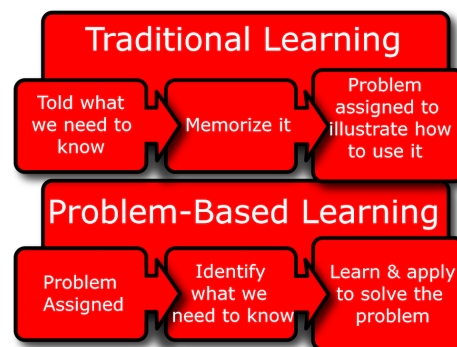 Traditional Learning
Told what
we need to
know
Memorize it
Problem
assigned to
illustrate how
to use it
Problem-Based Learning
Problem
Assigned
Identify
what we
need to know
Learn & apply
to solve the
problem